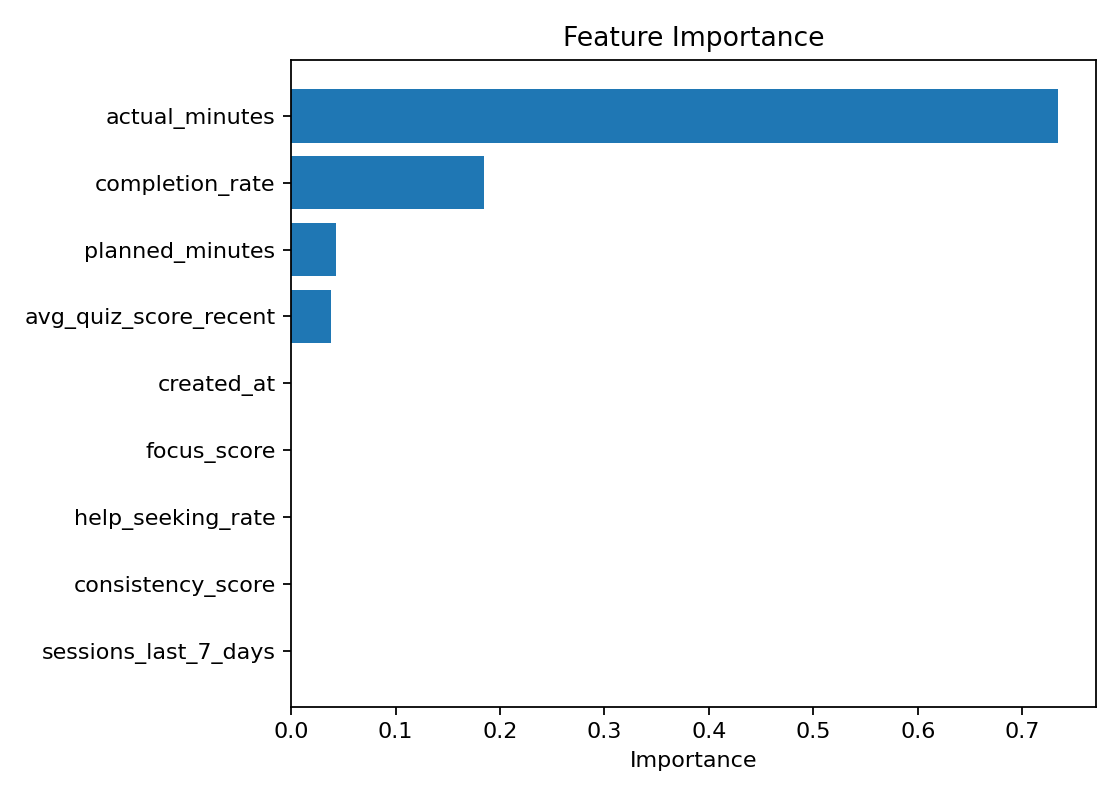 Feature Importance
actual_minutes
completion_rate
planned_minutes
avg_quiz_score_recent
created_at
focus_score
help_seeking_rate
consistency_score
sessions_last_7_days
0.0 0.1 0.2 0.3 0.4 0.5 0.6 0.7
Importance